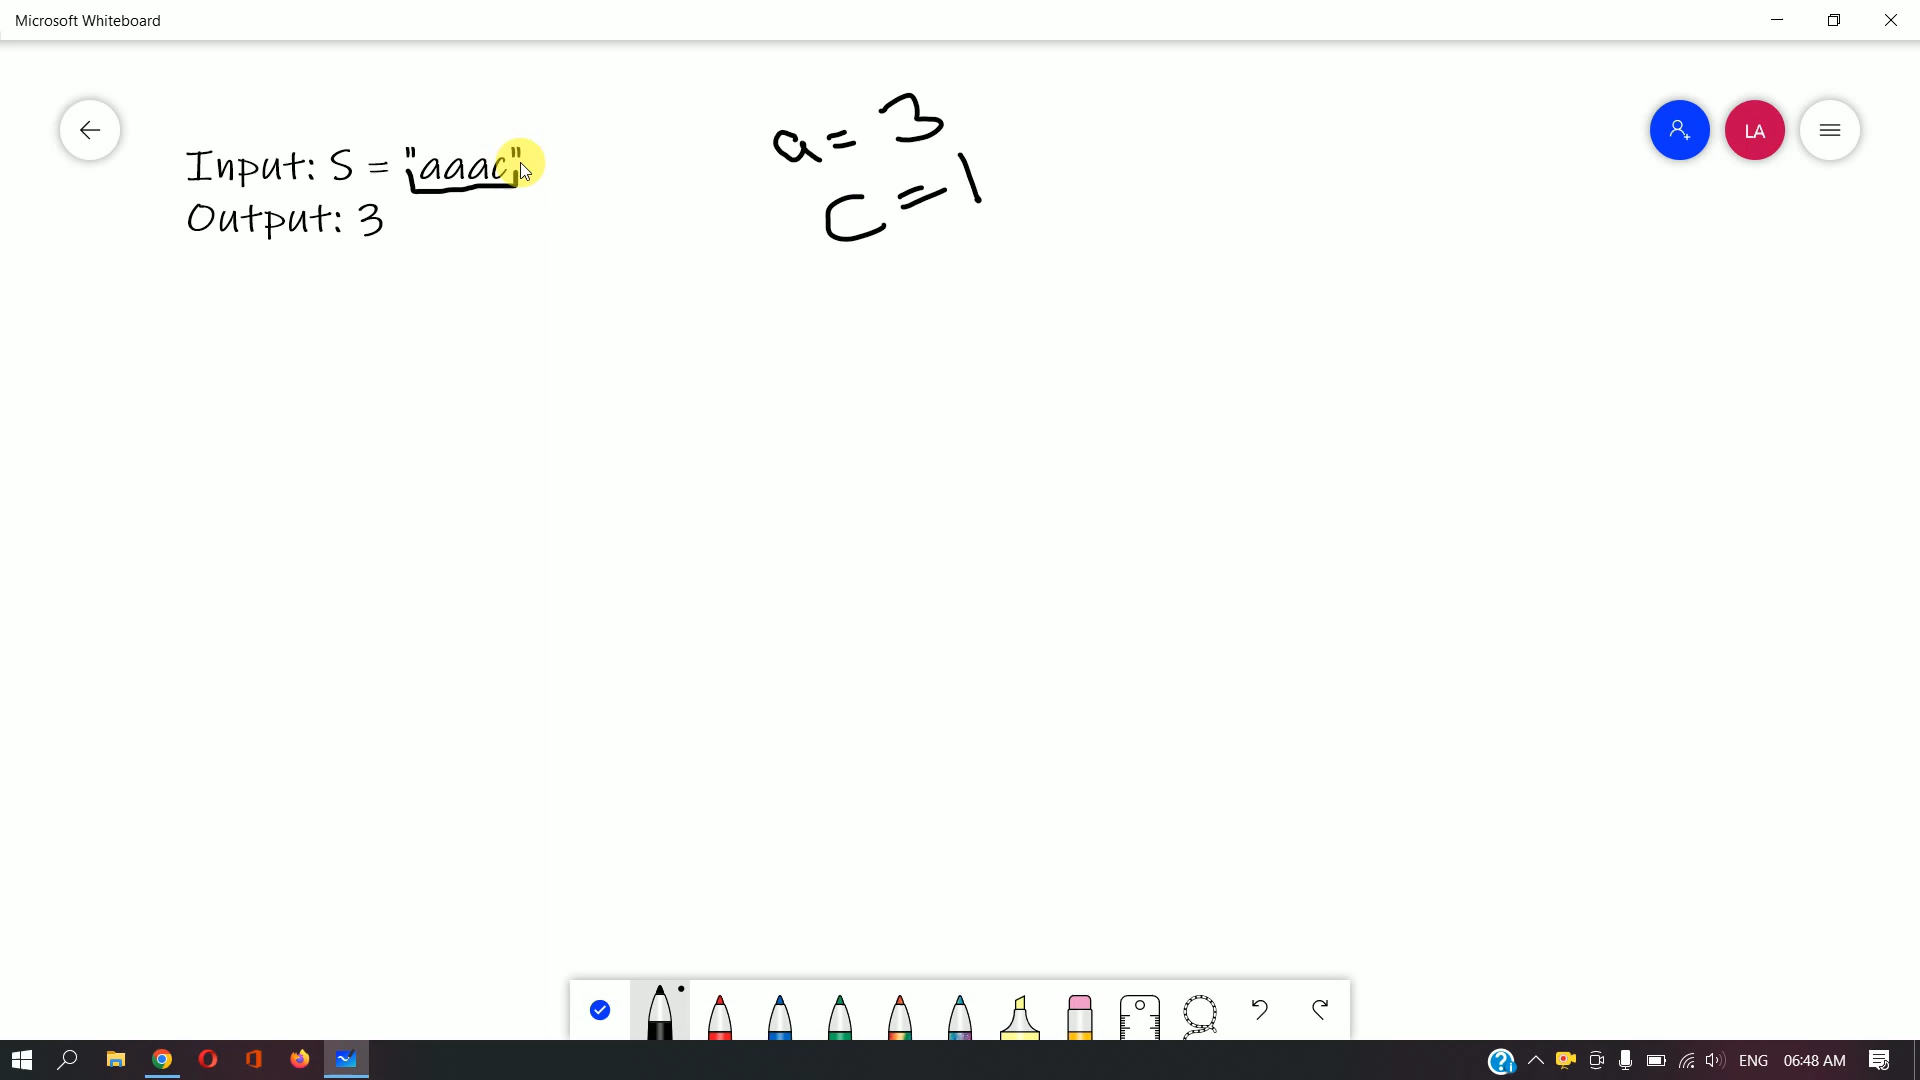 Microsoft Whiteboard
Input: S = "aaac"
Output: 3
a = 3
c = 1
LA
ENG
06:48 AM